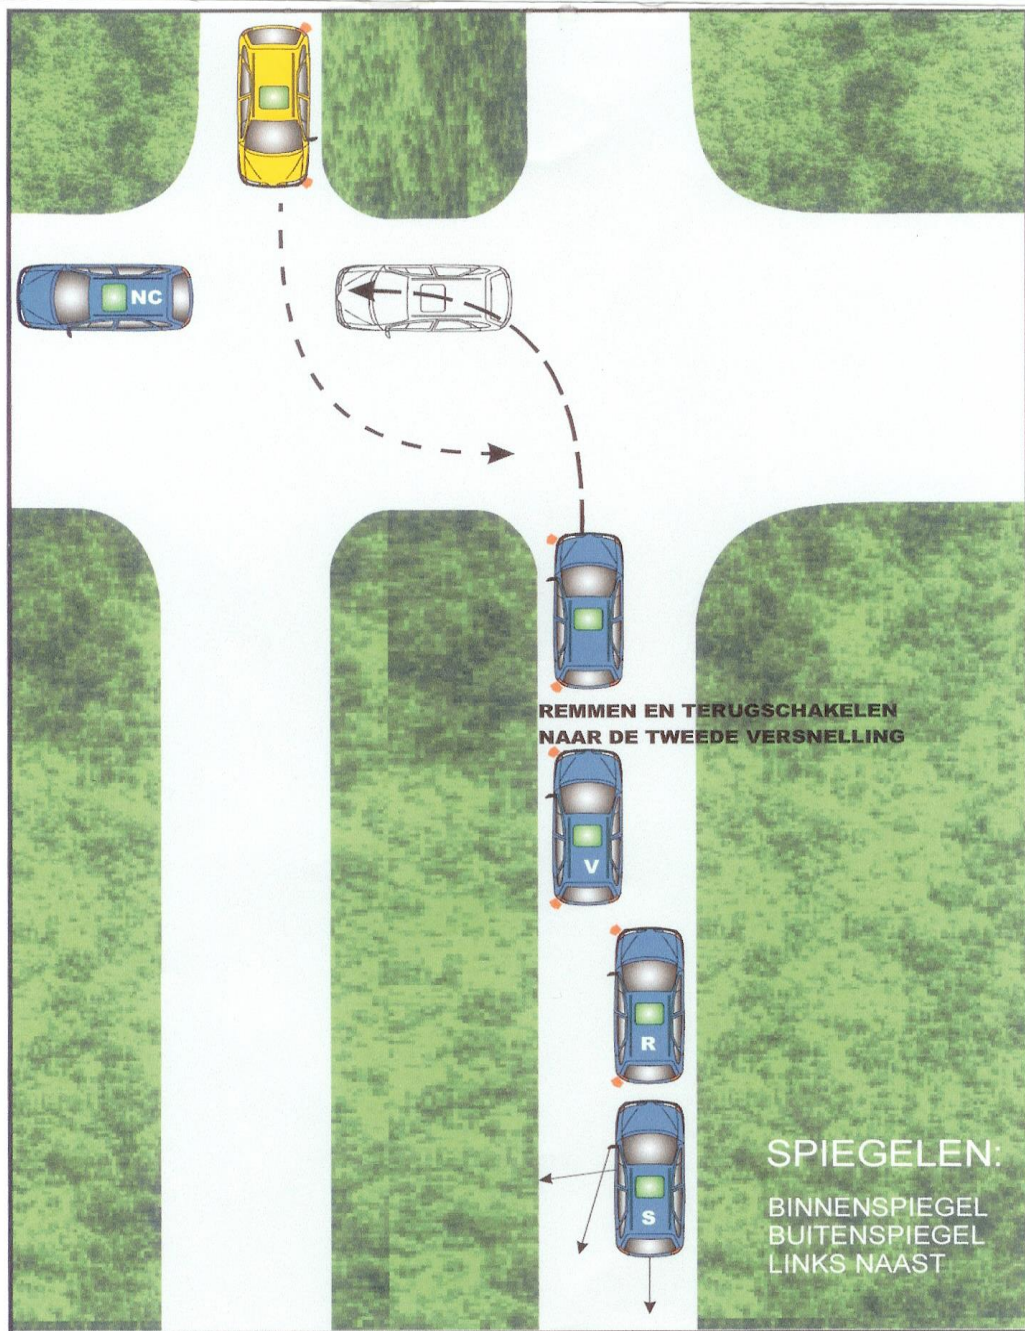 NC
REMMEN EN TERUGSCHAKELEN
NAAR DE TWEEDE VERSNELLING
V
R
S
SPIEGELEN:
BINNENSPIEGEL
BUITENSPIEGEL
LINKS NAAST